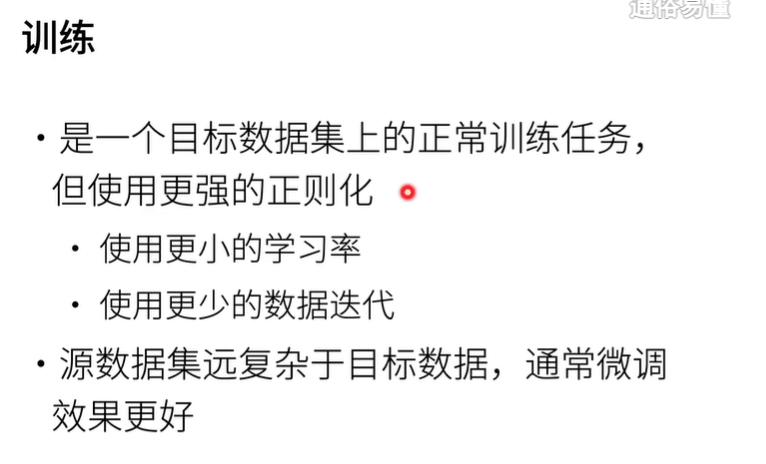 通俗易懂
训练
• 是一个目标数据集上的正常训练任务，
但使用更强的正则化
• 使用更小的学习率
• 使用更少的数据迭代
• 源数据集远复杂于目标数据，通常微调
效果更好